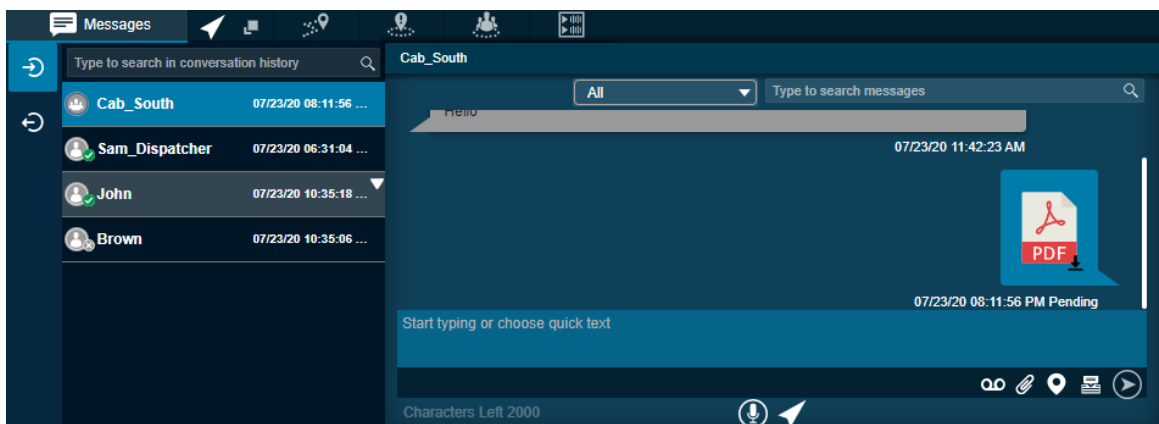 Messages
Type to search in conversation history
Cab_South 07/23/20 08:11:56 ...
Sam_Dispatcher 07/23/20 06:31:04 ...
John 07/23/20 10:35:18 ...
Brown 07/23/20 10:35:06 ...
Cab_South
All Type to search messages
Hello
07/23/20 11:42:23 AM
PDF
07/23/20 08:11:56 PM Pending
Start typing or choose quick text
Characters Left 2000